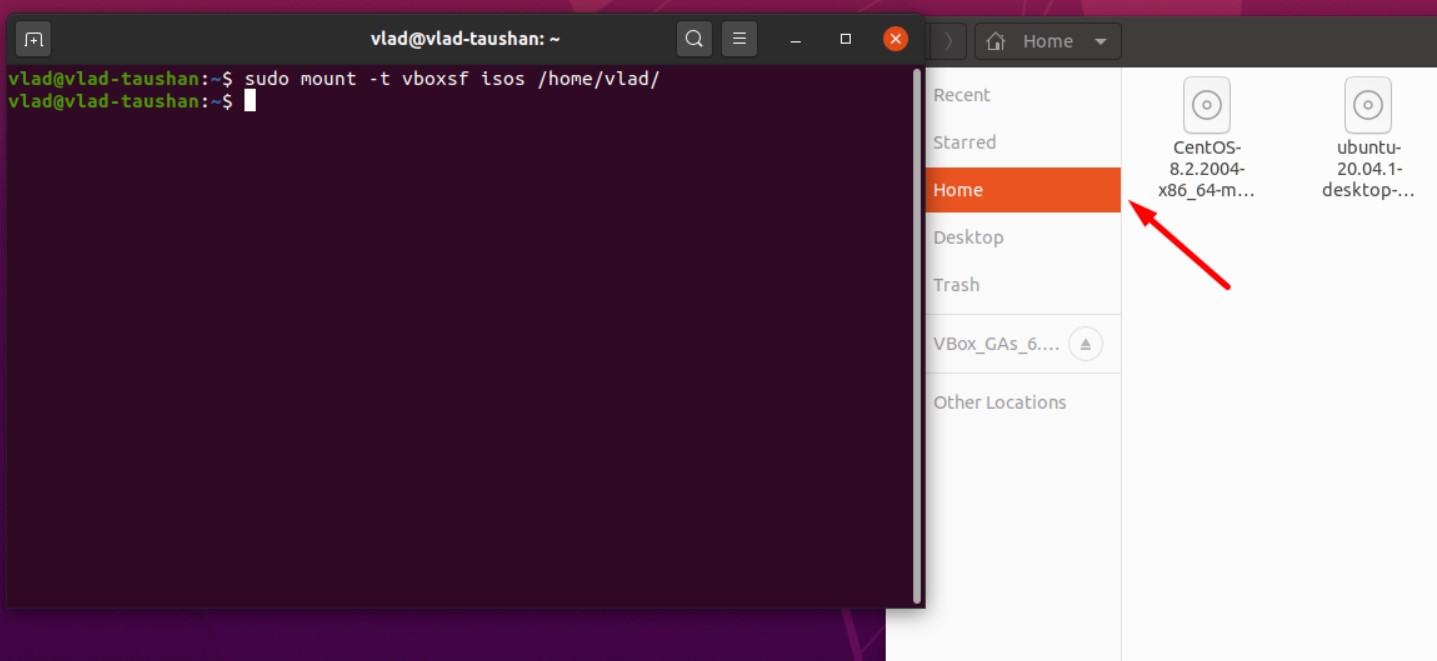 vlad@vlad-taushan: ~
vlad@vlad-taushan:~$ sudo mount -t vboxsf isos /home/vlad/
vlad@vlad-taushan:~$
Home
Recent
Starred
Home
Desktop
Trash
VBox_GAs_6....
Other Locations
CentOS-
8.2.2004-
x86_64-m...
ubuntu-
20.04.1-
desktop-...